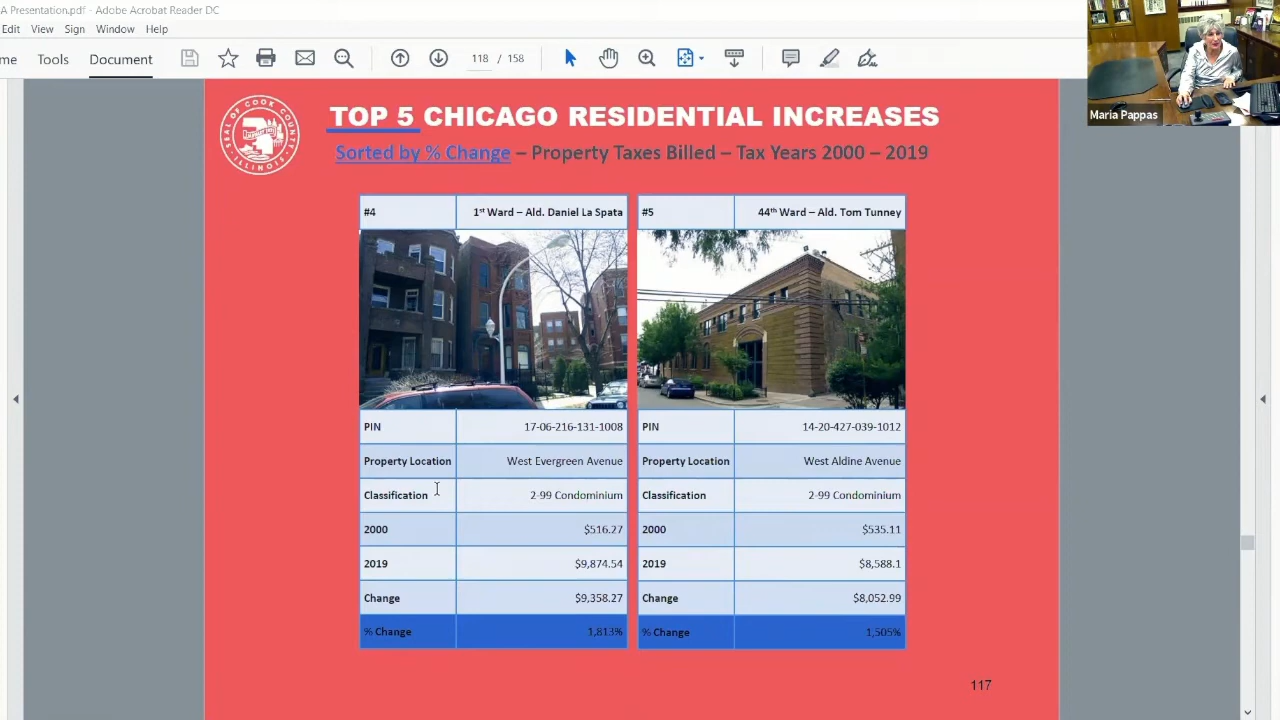 A Presentation.pdf - Adobe Acrobat Reader DC
Edit View Sign Window Help
me Tools Document 118 / 158
Maria Pappas
SEAL OF COOK COUNTY
ILLINOIS
TOP 5 CHICAGO RESIDENTIAL INCREASES
Sorted by % Change – Property Taxes Billed – Tax Years 2000 – 2019
#4 1st Ward – Ald. Daniel La Spata
PIN 17-06-216-131-1008
Property Location West Evergreen Avenue
Classification 2-99 Condominium
2000 $516.27
2019 $9,874.54
Change $9,358.27
% Change 1,813%
#5 44th Ward – Ald. Tom Tunney
PIN 14-20-427-039-1012
Property Location West Aldine Avenue
Classification 2-99 Condominium
2000 $535.11
2019 $8,588.1
Change $8,052.99
% Change 1,505%
117